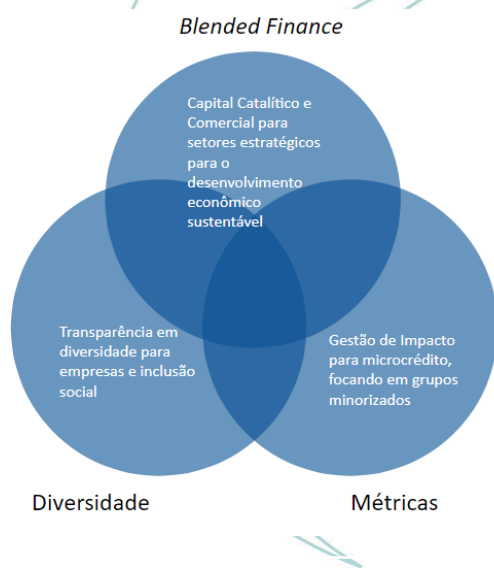 Blended Finance
Capital Catalítico e
Comercial para
setores estratégicos
para o
desenvolvimento
econômico
sustentável
Transparência em
diversidade para
empresas e inclusão
social
Gestão de Impacto
para microcrédito,
focando em grupos
minorizados
Diversidade
Métricas